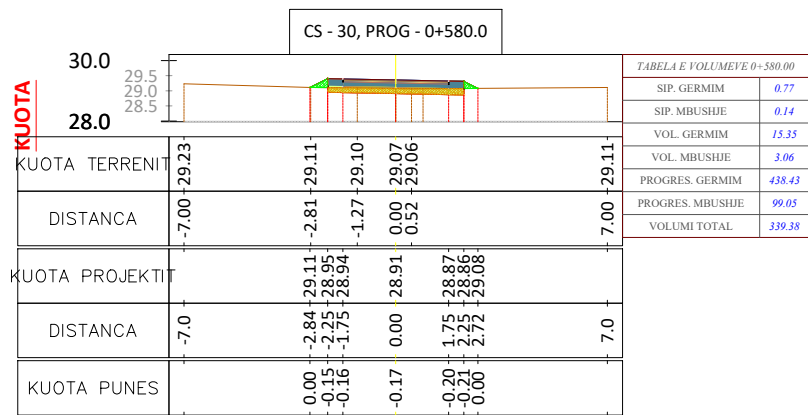 CS - 30, PROG - 0+580.0
30.0
29.5
29.0
28.5
28.0
KUOTA
TABELA E VOLUMEVE 0+580.00
SIP. GERMIM 0.77
SIP. MBUSHJE 0.14
VOL. GERMIM 15.35
VOL. MBUSHJE 3.06
PROGRES. GERMIM 438.43
PROGRES. MBUSHJE 99.05
VOLUMI TOTAL 339.38
KUOTA TERRENIT 29.23 29.11 29.10 29.07 29.06 29.11
DISTANCA -7.00 -2.81 -1.27 0.00 0.52 7.00
KUOTA PROJEKTIT 29.11 28.95 28.94 28.91 28.87 28.86 29.08
DISTANCA -7.0 -2.84 -2.25 -1.75 0.00 1.75 2.25 2.72 7.0
KUOTA PUNES 0.00 -0.15 -0.16 -0.17 -0.20 -0.21 0.00